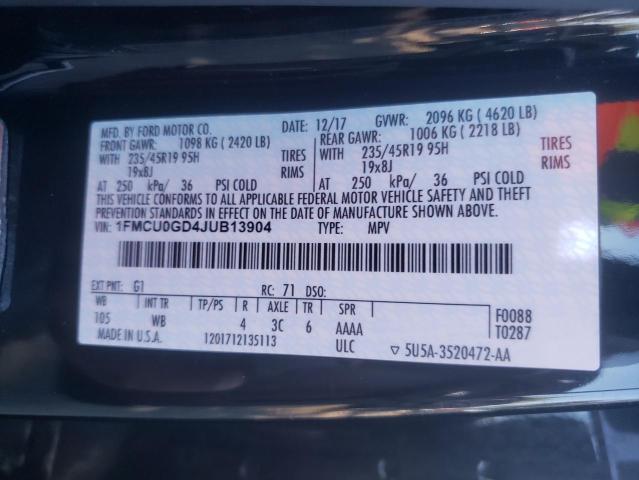 MFD. BY FORD MOTOR CO. DATE: 12/17 GVWR: 2096 KG ( 4620 LB)
FRONT GAWR: 1098 KG ( 2420 LB) REAR GAWR: 1006 KG ( 2218 LB)
WITH 235/45R19 95H TIRES WITH 235/45R19 95H TIRES
19x8J RIMS 19x8J RIMS
AT 250 kPa/ 36 PSI COLD AT 250 kPa/ 36 PSI COLD
THIS VEHICLE CONFORMS TO ALL APPLICABLE FEDERAL MOTOR VEHICLE SAFETY AND THEFT
PREVENTION STANDARDS IN EFFECT ON THE DATE OF MANUFACTURE SHOWN ABOVE.
VIN: 1FMCU0GD4JUB13904 TYPE: MPV
EXT PNT: G1 RC: 71 DSO:
WB INT TR TP/PS R AXLE TR SPR F0088
105 WB 4 3C 6 AAAA T0287
MADE IN U.S.A. 1201712135113 ULC ▽ 5U5A-3520472-AA